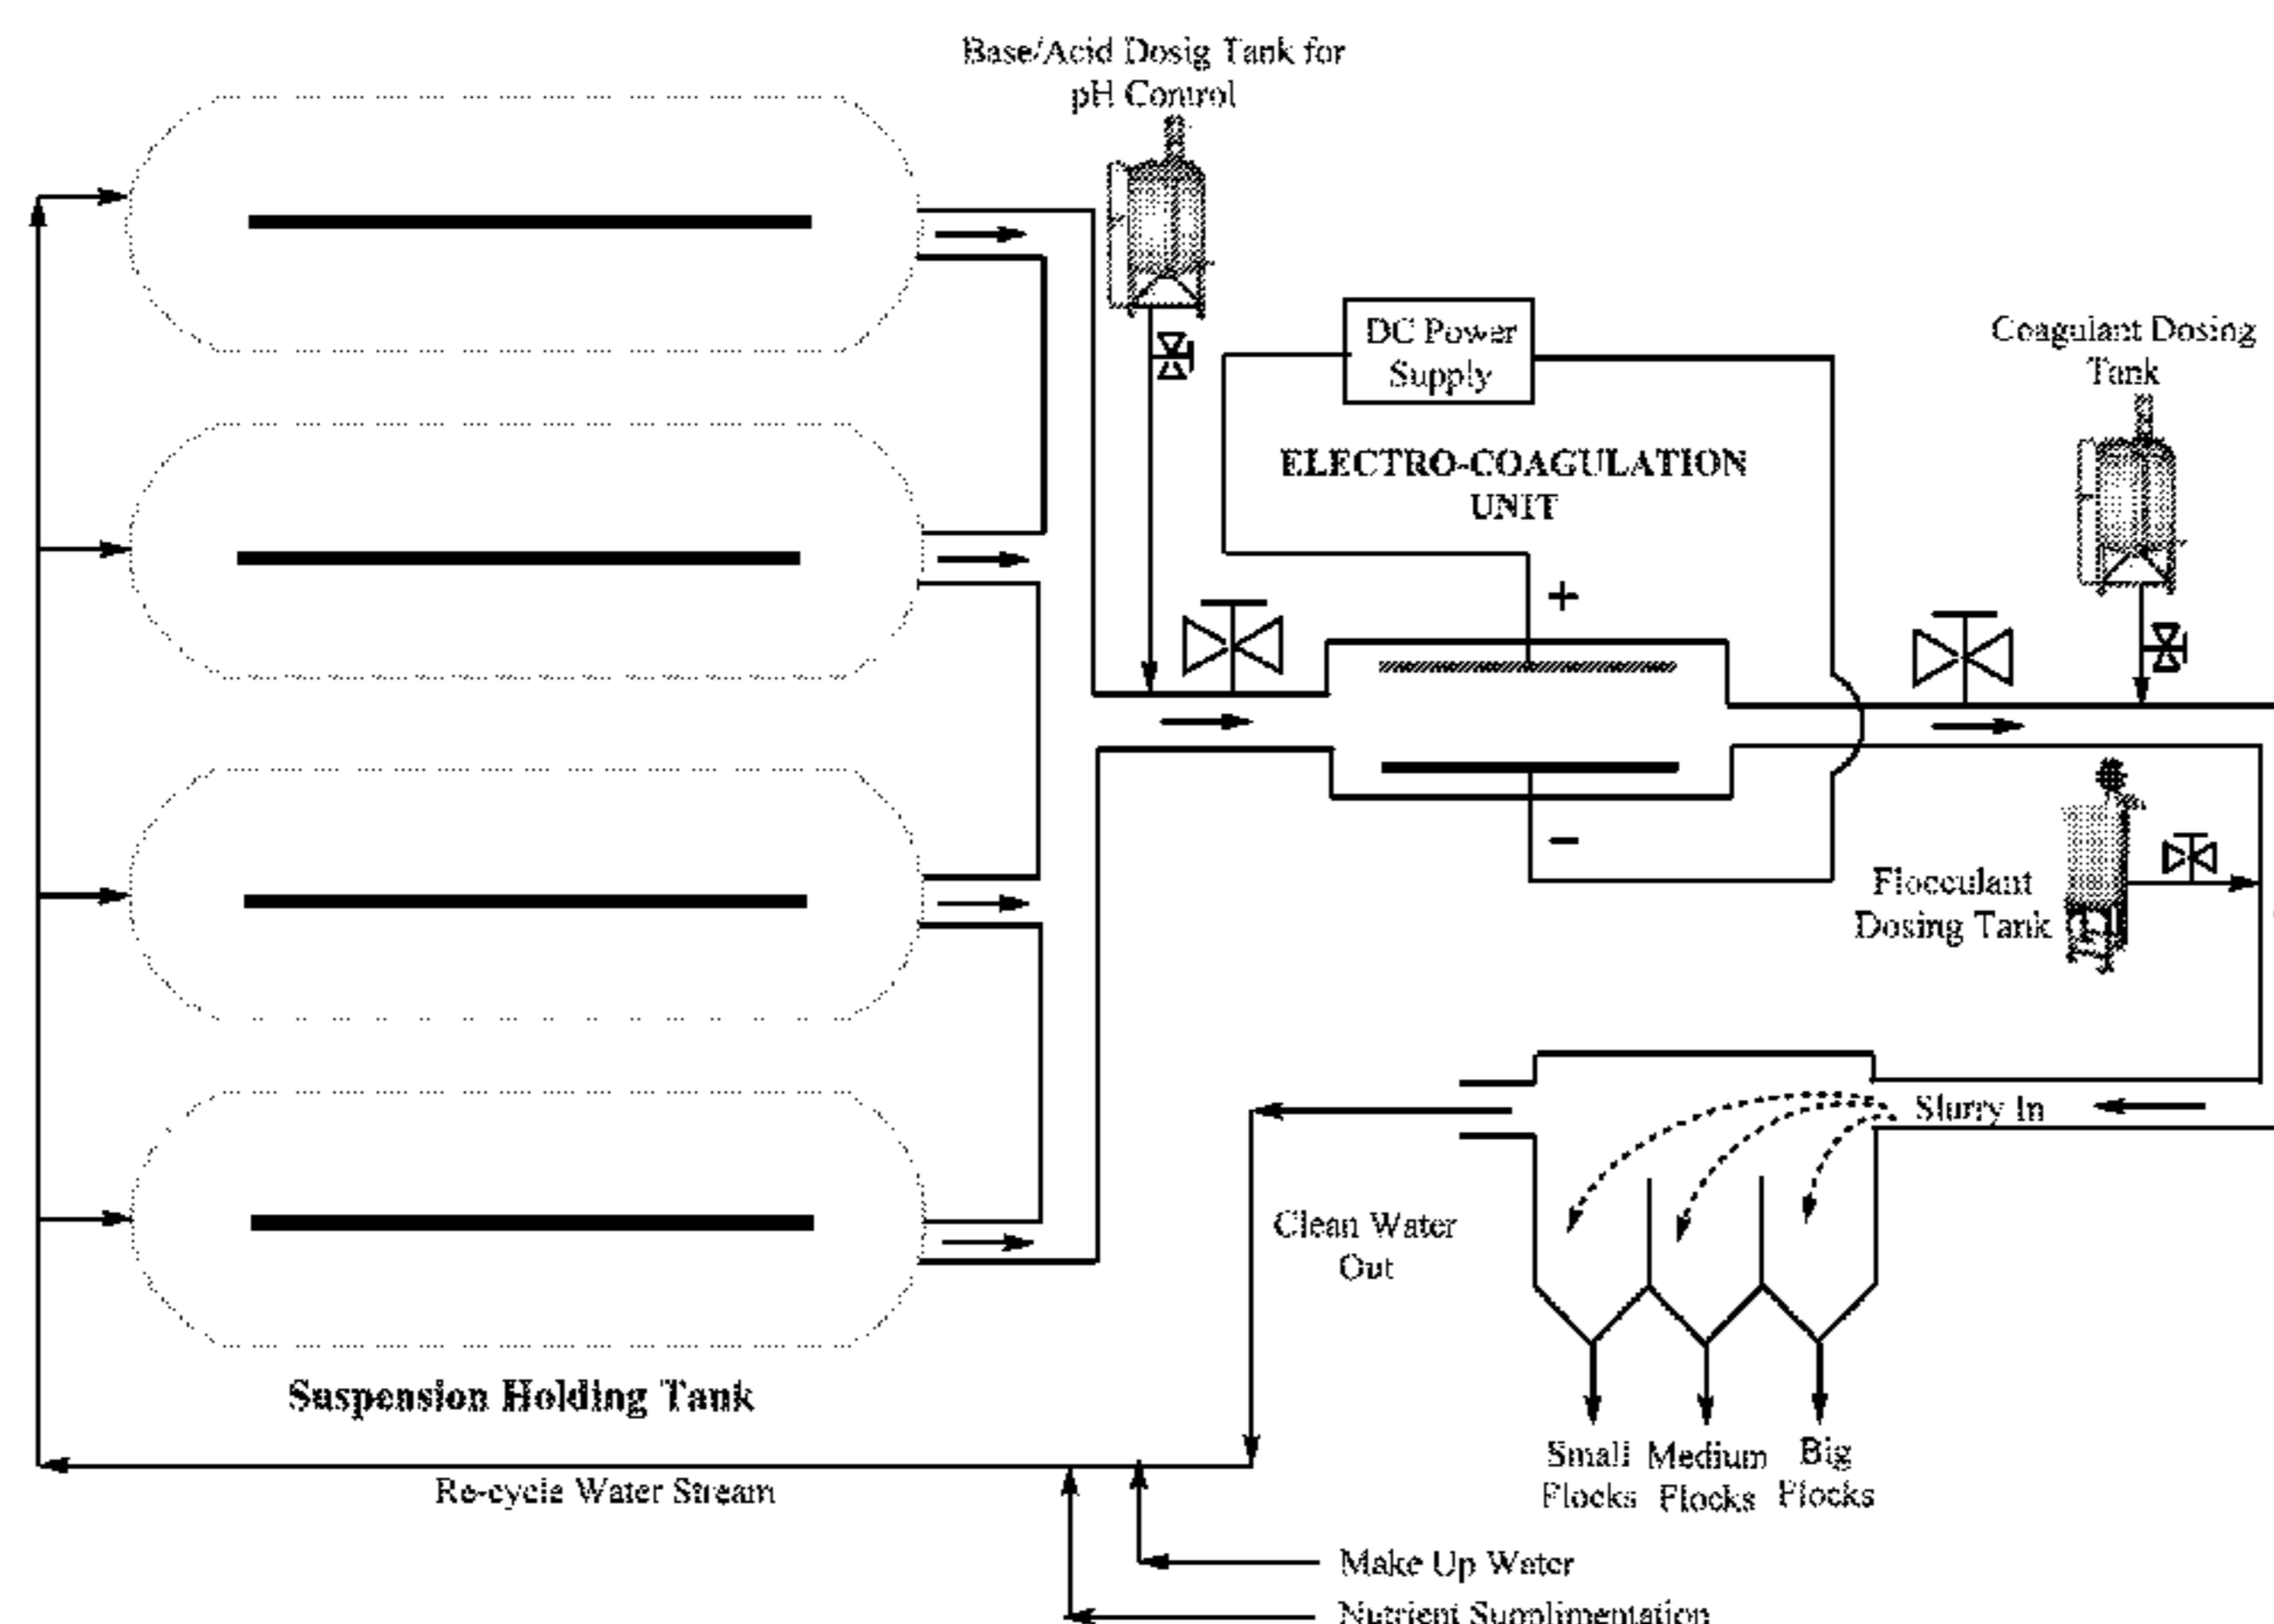 Base/Acid Dosig Tank for
pH Control
DC Power
Supply
Coagulant Dosing
Tank
ELECTRO-COAGULATION
UNIT
+
−
Flocculant
Dosing Tank
Slurry In
Clean Water
Out
Suspension Holding Tank
Small
Flocks
Medium
Flocks
Big
Flocks
Re-cycle Water Stream
Make Up Water
Nutrient Supplimentation